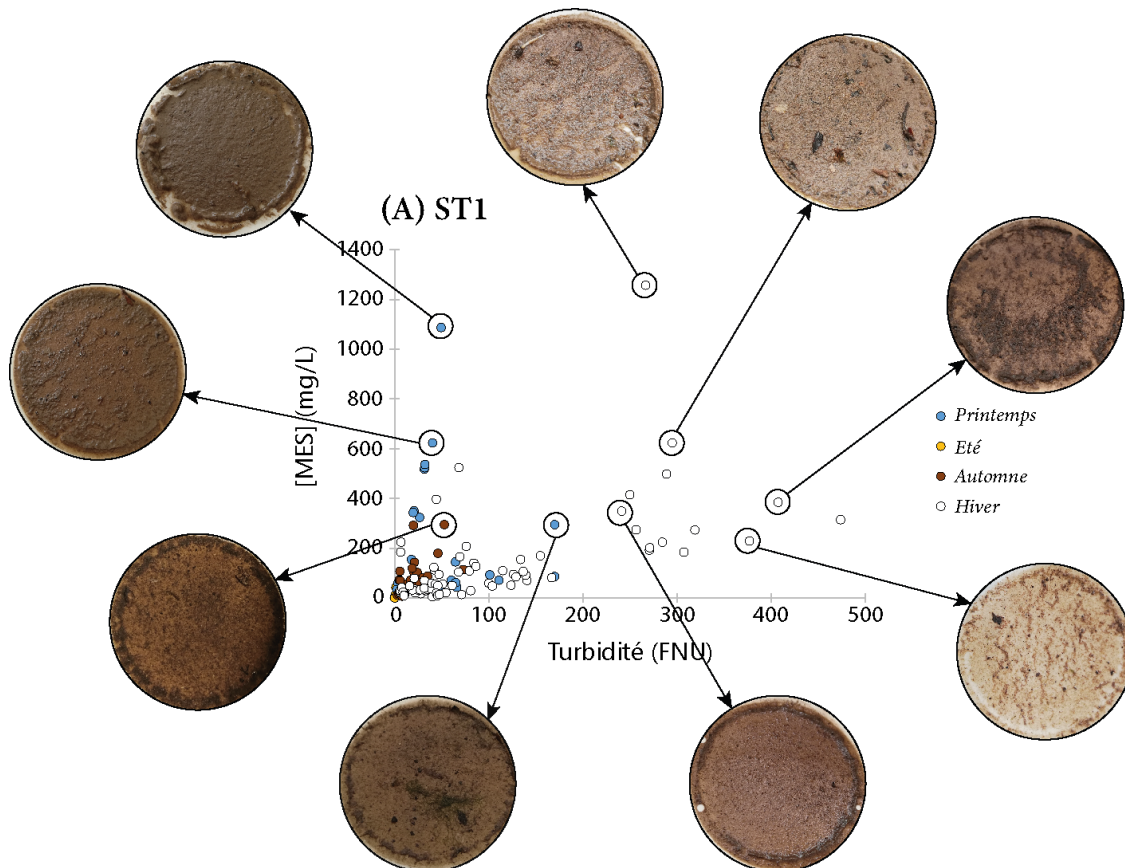 (A) ST1
1400
1200
1000
800
600
400
200
0
[MES] (mg/L)
0 100 200 300 400 500
Turbidité (FNU)
Printemps
Eté
Automne
Hiver